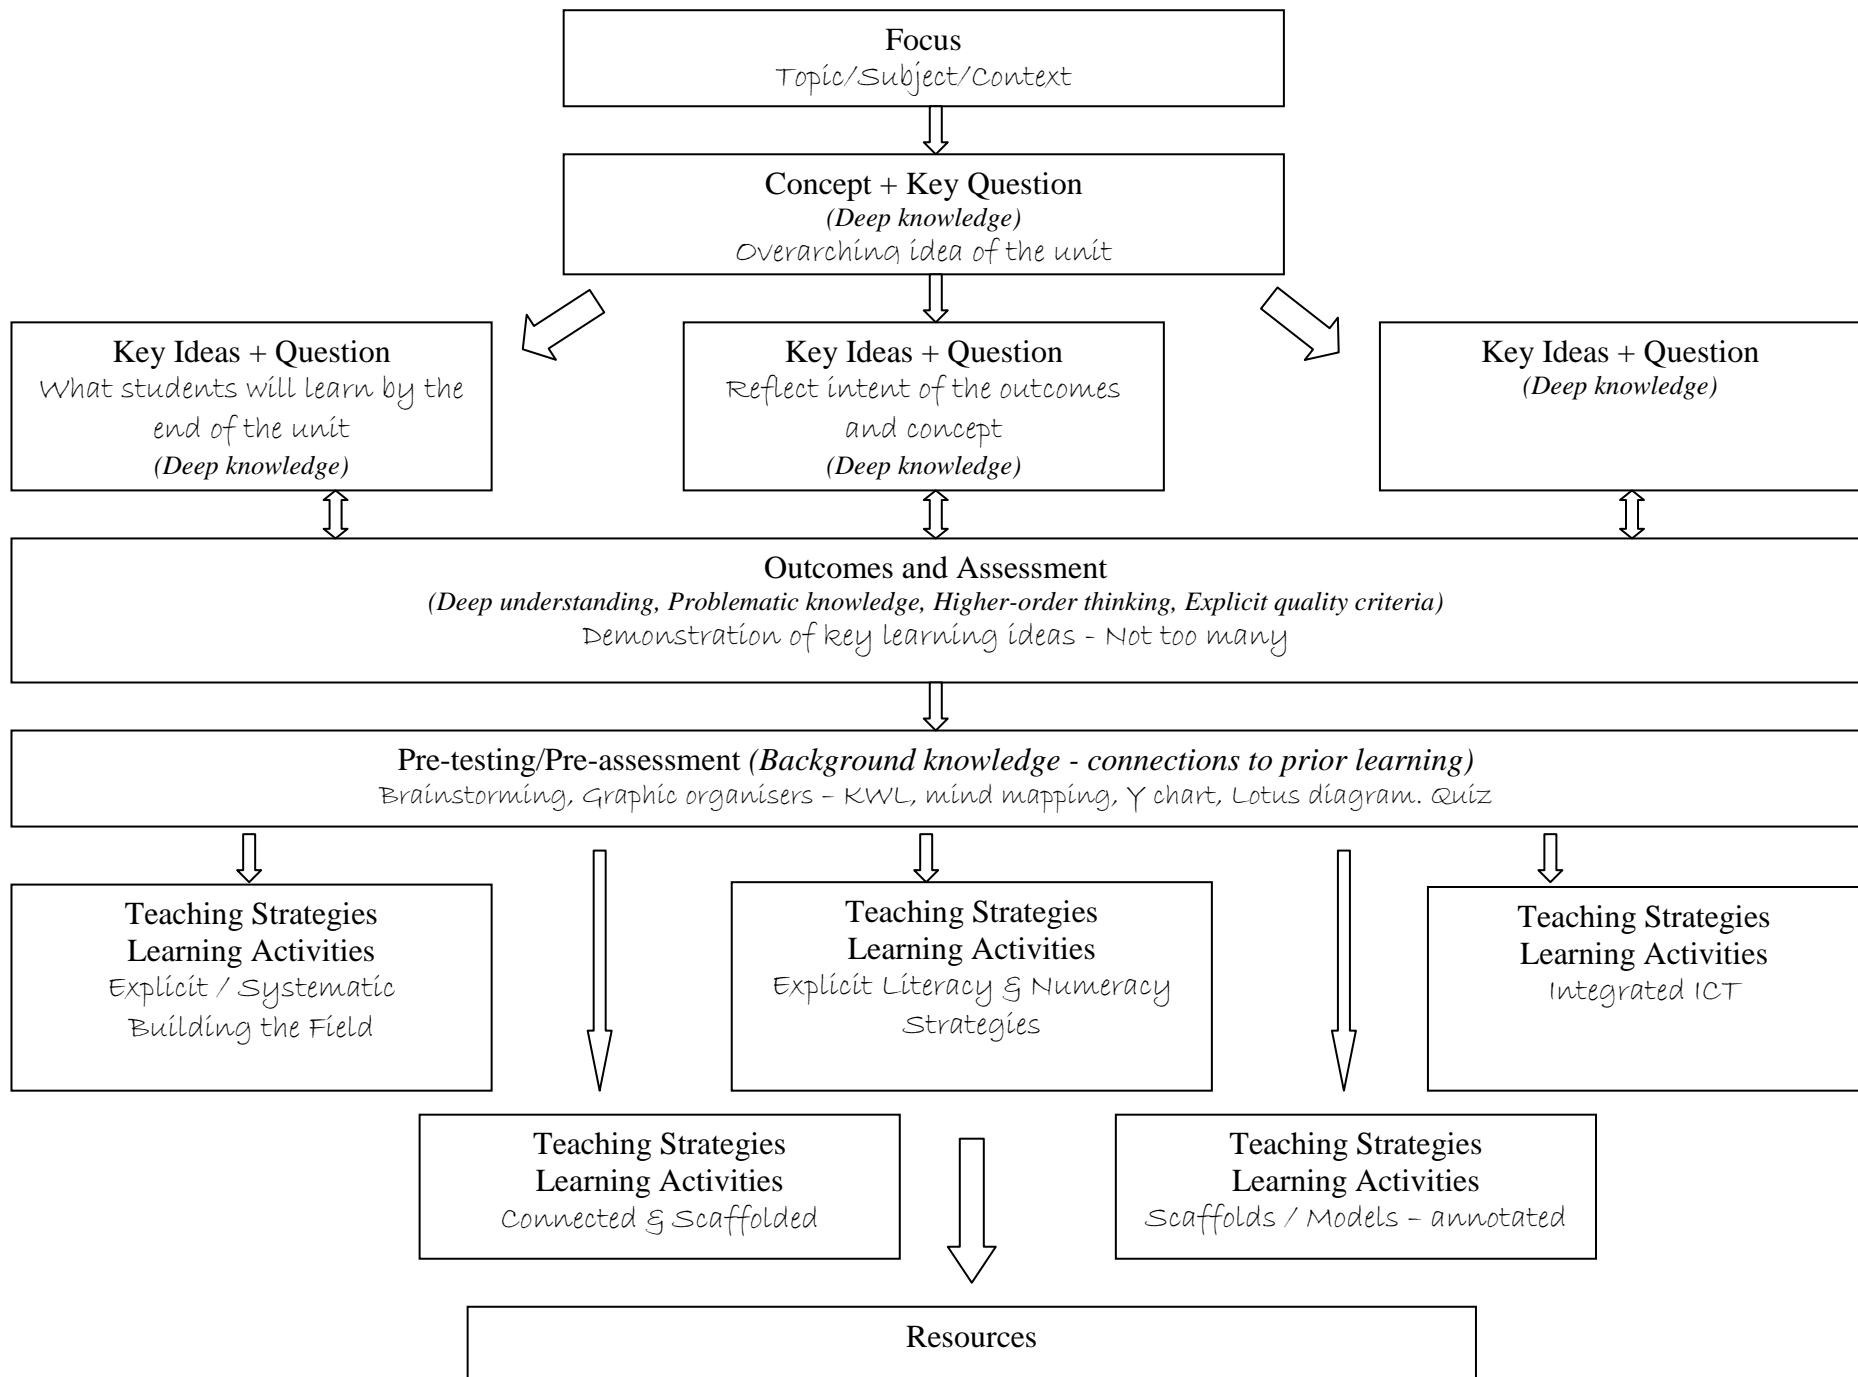 Focus
Topic/Subject/Context
Concept + Key Question
(Deep knowledge)
Overarching idea of the unit
Key Ideas + Question
What students will learn by the
end of the unit
(Deep knowledge)
Key Ideas + Question
Reflect intent of the outcomes
and concept
(Deep knowledge)
Key Ideas + Question
(Deep knowledge)
Outcomes and Assessment
(Deep understanding, Problematic knowledge, Higher-order thinking, Explicit quality criteria)
Demonstration of key learning ideas - Not too many
Pre-testing/Pre-assessment (Background knowledge - connections to prior learning)
Brainstorming, Graphic organisers – KWL, mind mapping, Y chart, Lotus diagram. Quiz
Teaching Strategies
Learning Activities
Explicit / Systematic
Building the Field
Teaching Strategies
Learning Activities
Explicit Literacy & Numeracy
Strategies
Teaching Strategies
Learning Activities
Integrated ICT
Teaching Strategies
Learning Activities
Connected & Scaffolded
Teaching Strategies
Learning Activities
Scaffolds / Models – annotated
Resources